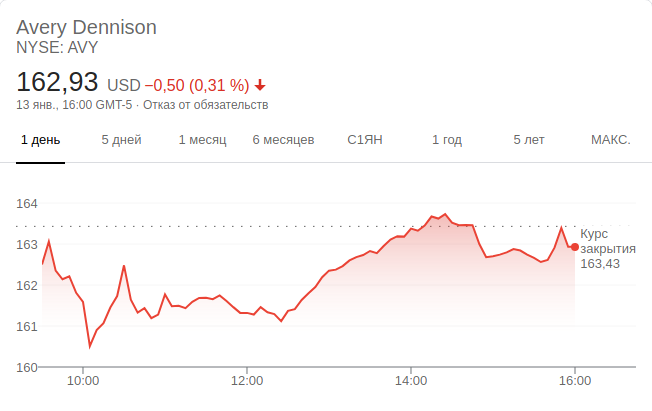 Avery Dennison
NYSE: AVY
162,93 USD −0,50 (0,31 %)
13 янв., 16:00 GMT-5 · Отказ от обязательств
1 день 5 дней 1 месяц 6 месяцев С1ЯН 1 год 5 лет МАКС.
164
163
162
161
160
Курс
закрытия
163,43
10:00 12:00 14:00 16:00